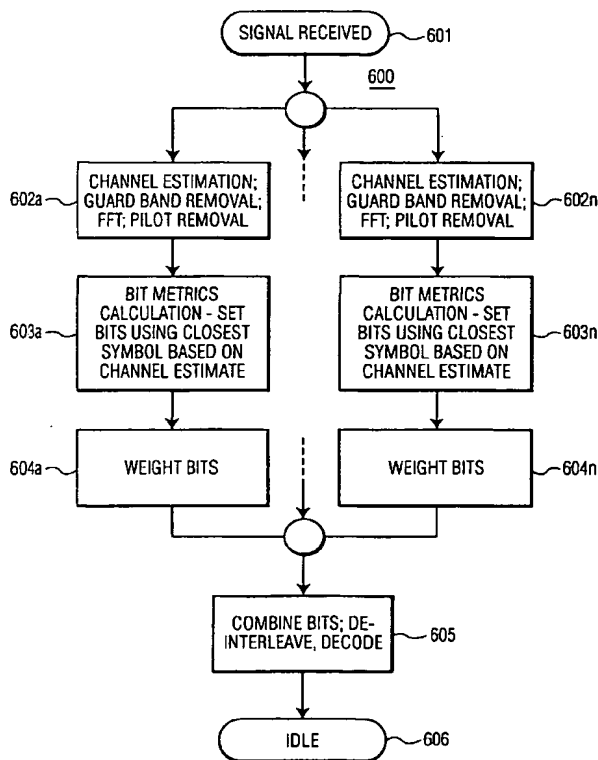 SIGNAL RECEIVED
601
600
CHANNEL ESTIMATION;
GUARD BAND REMOVAL;
FFT; PILOT REMOVAL
602a
CHANNEL ESTIMATION;
GUARD BAND REMOVAL;
FFT; PILOT REMOVAL
602n
BIT METRICS
CALCULATION - SET
BITS USING CLOSEST
SYMBOL BASED ON
CHANNEL ESTIMATE
603a
BIT METRICS
CALCULATION - SET
BITS USING CLOSEST
SYMBOL BASED ON
CHANNEL ESTIMATE
603n
WEIGHT BITS
604a
WEIGHT BITS
604n
COMBINE BITS; DE-
INTERLEAVE, DECODE
605
IDLE
606